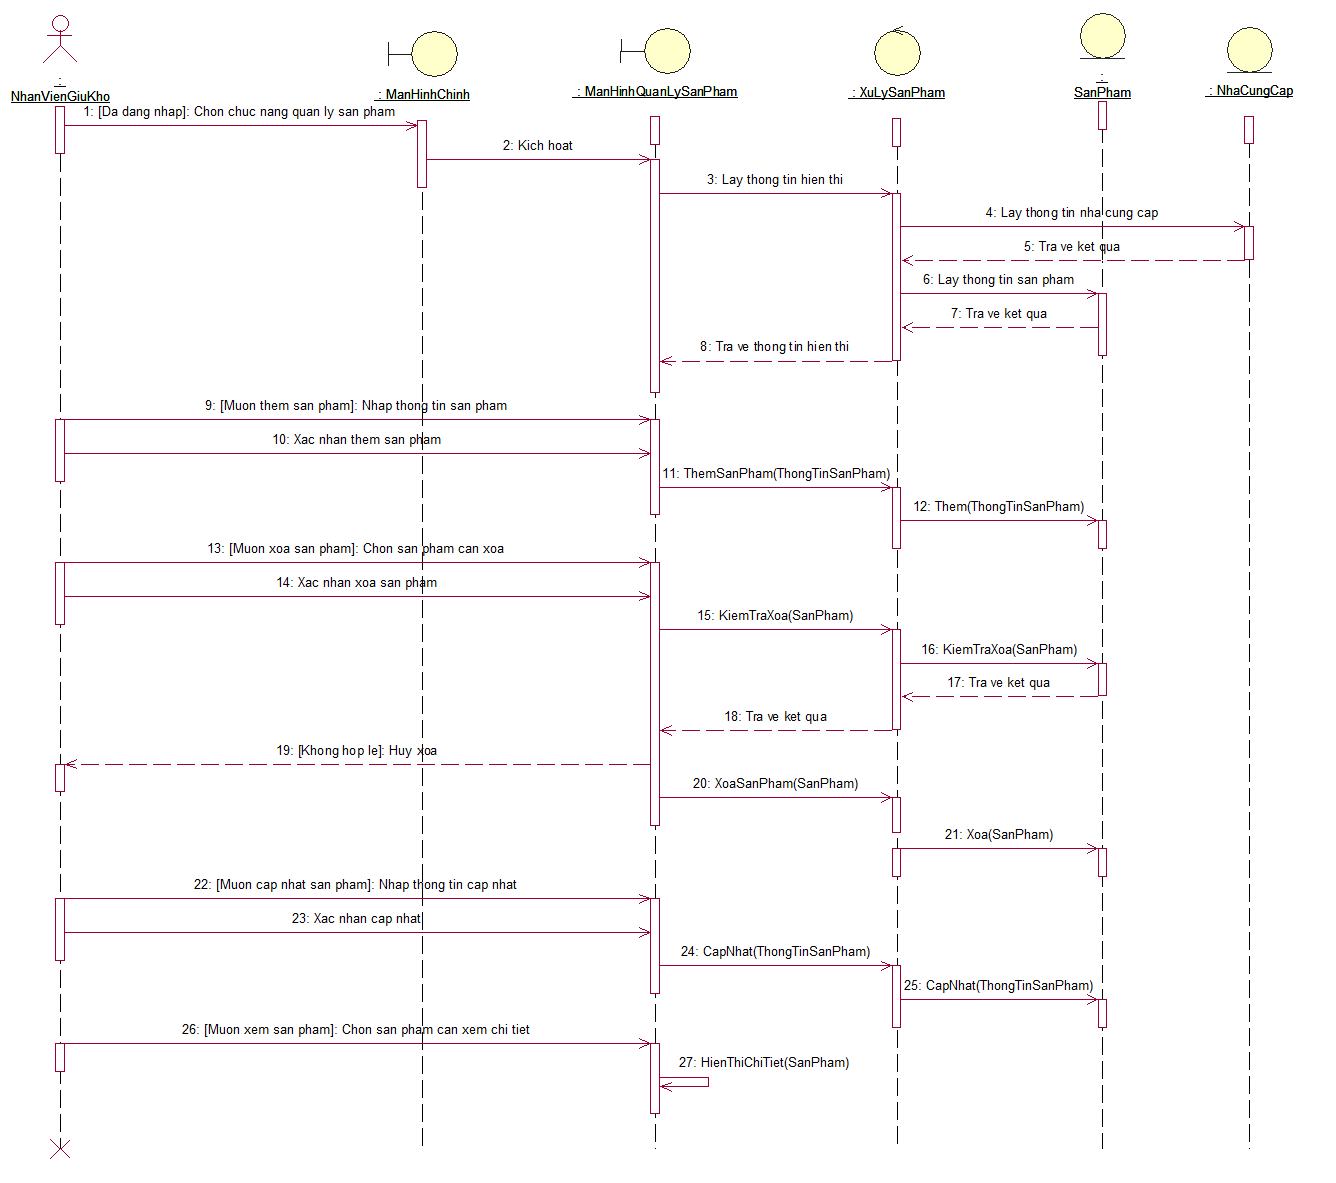 :
NhanVienGiuKho
: ManHinhChinh
: ManHinhQuanLySanPham
: XuLySanPham
:
SanPham
: NhaCungCap
1: [Da dang nhap]: Chon chuc nang quan ly san pham
2: Kich hoat
3: Lay thong tin hien thi
4: Lay thong tin nha cung cap
5: Tra ve ket qua
6: Lay thong tin san pham
7: Tra ve ket qua
8: Tra ve thong tin hien thi
9: [Muon them san pham]: Nhap thong tin san pham
10: Xac nhan them san pham
11: ThemSanPham(ThongTinSanPham)
12: Them(ThongTinSanPham)
13: [Muon xoa san pham]: Chon san pham can xoa
14: Xac nhan xoa san pham
15: KiemTraXoa(SanPham)
16: KiemTraXoa(SanPham)
17: Tra ve ket qua
18: Tra ve ket qua
19: [Khong hop le]: Huy xoa
20: XoaSanPham(SanPham)
21: Xoa(SanPham)
22: [Muon cap nhat san pham]: Nhap thong tin cap nhat
23: Xac nhan cap nhat
24: CapNhat(ThongTinSanPham)
25: CapNhat(ThongTinSanPham)
26: [Muon xem san pham]: Chon san pham can xem chi tiet
27: HienThiChiTiet(SanPham)